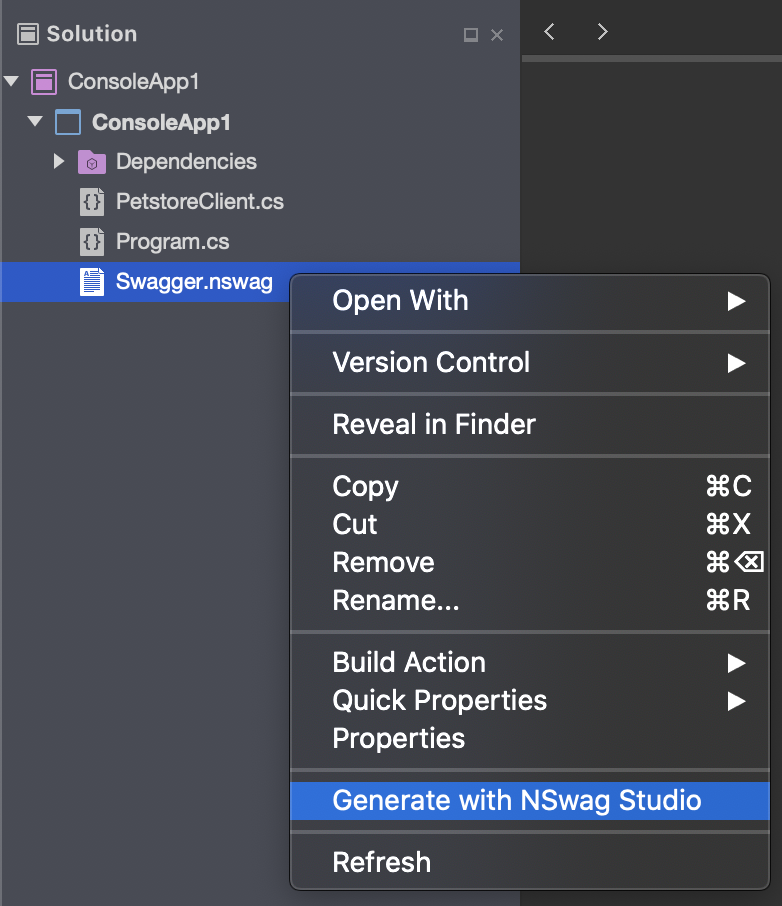 Solution
ConsoleApp1
ConsoleApp1
Dependencies
PetstoreClient.cs
Program.cs
Swagger.nswag
Open With
Version Control
Reveal in Finder
Copy ⌘C
Cut ⌘X
Remove ⌘⌫
Rename... ⌘R
Build Action
Quick Properties
Properties
Generate with NSwag Studio
Refresh